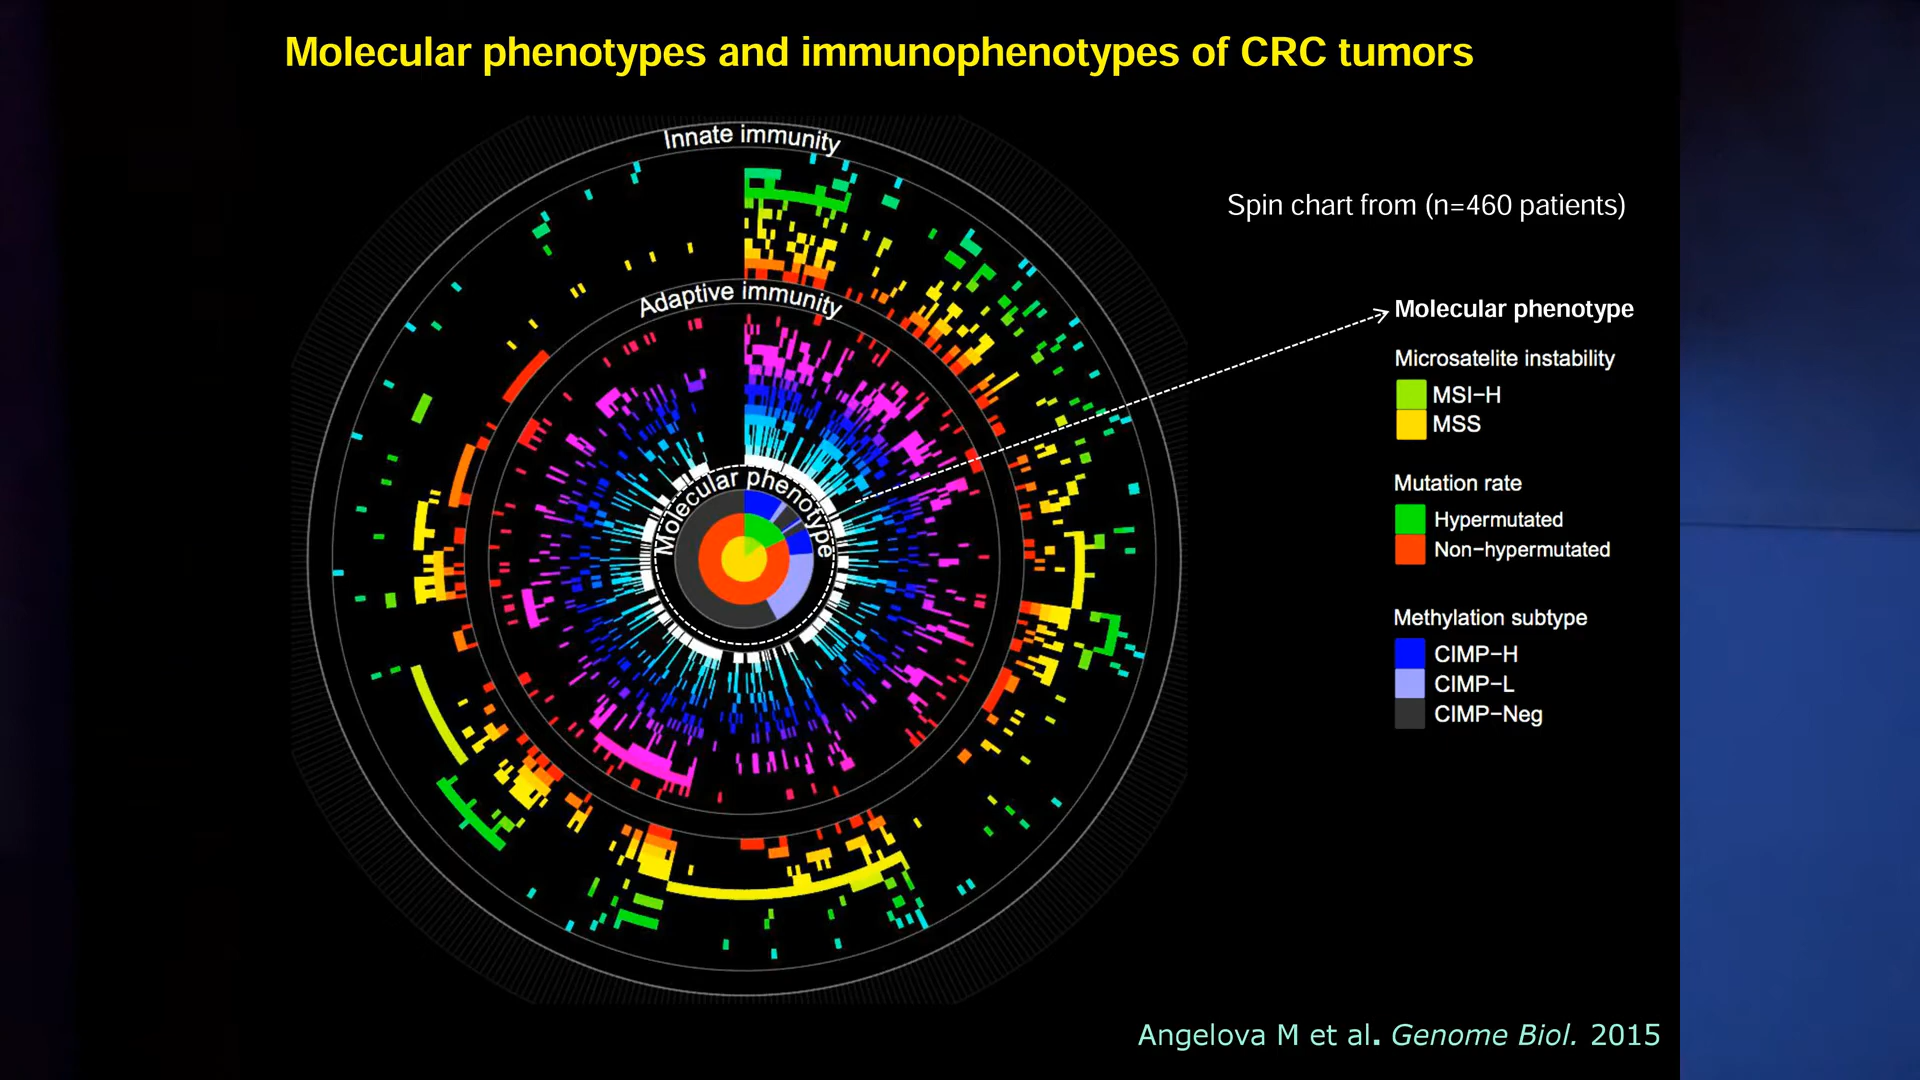 Molecular phenotypes and immunophenotypes of CRC tumors
Innate immunity
Spin chart from (n=460 patients)
Adaptive immunity
Molecular phenotype
Molecular phenotype
Microsatelite instability
MSI-H
MSS
Mutation rate
Hypermutated
Non-hypermutated
Methylation subtype
CIMP-H
CIMP-L
CIMP-Neg
Angelova M et al. Genome Biol. 2015